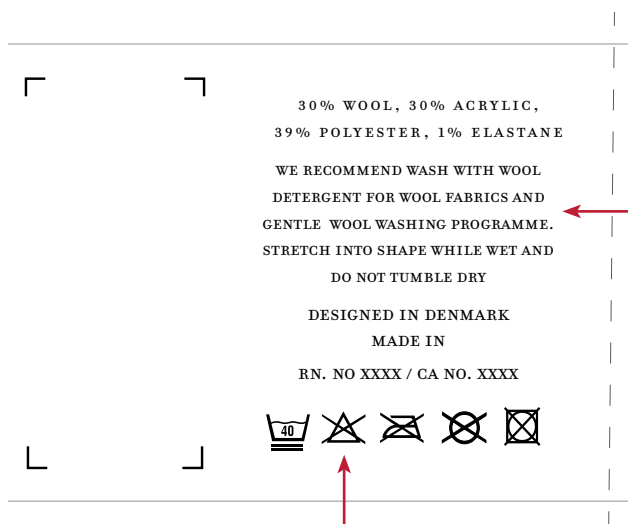 30% WOOL, 30% ACRYLIC,
39% POLYESTER, 1% ELASTANE
WE RECOMMEND WASH WITH WOOL
DETERGENT FOR WOOL FABRICS AND
GENTLE WOOL WASHING PROGRAMME.
STRETCH INTO SHAPE WHILE WET AND
DO NOT TUMBLE DRY
DESIGNED IN DENMARK
MADE IN
RN. NO XXXX / CA NO. XXXX
40